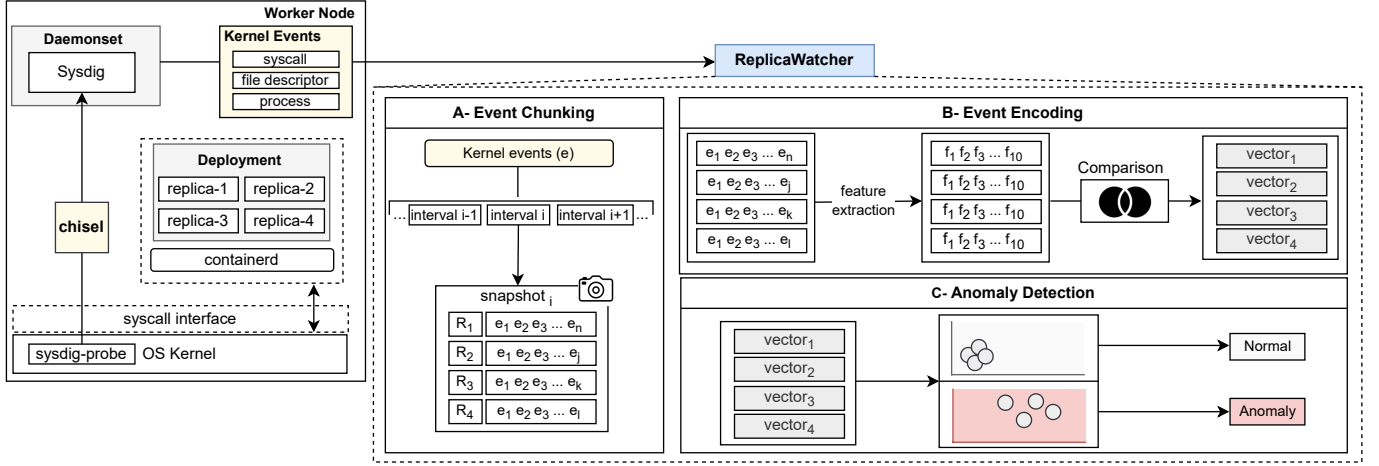 Worker Node
Daemonset
Sysdig
Kernel Events
syscall
file descriptor
process
Deployment
replica-1 replica-2
replica-3 replica-4
chisel
containerd
syscall interface
sysdig-probe OS Kernel
ReplicaWatcher
A- Event Chunking
Kernel events (e)
... interval i-1 interval i interval i+1 ...
snapshot i
R1 e1 e2 e3 ... en
R2 e1 e2 e3 ... ej
R3 e1 e2 e3 ... ek
R4 e1 e2 e3 ... el
B- Event Encoding
e1 e2 e3 ... en
e1 e2 e3 ... ej
e1 e2 e3 ... ek
e1 e2 e3 ... el
feature
extraction
f1 f2 f3 ... f10
f1 f2 f3 ... f10
f1 f2 f3 ... f10
f1 f2 f3 ... f10
Comparison
vector1
vector2
vector3
vector4
C- Anomaly Detection
vector1
vector2
vector3
vector4
Normal
Anomaly